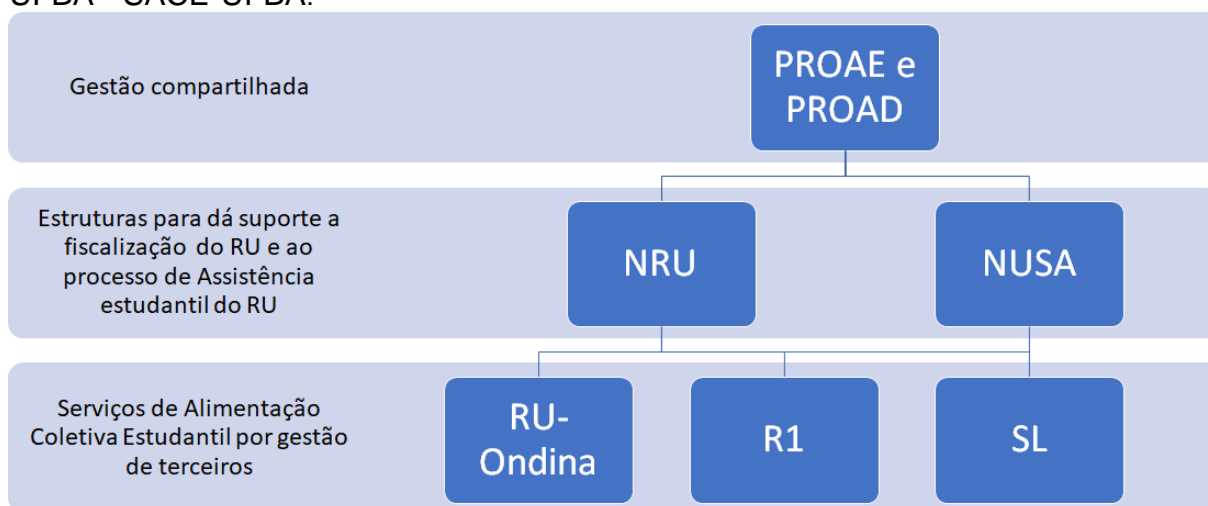 Gestão compartilhada
PROAE e
PROAD
Estruturas para dá suporte a
fiscalização do RU e ao
processo de Assistência
estudantil do RU
NRU
NUSA
Serviços de Alimentação
Coletiva Estudantil por gestão
de terceiros
RU-
Ondina
R1
SL